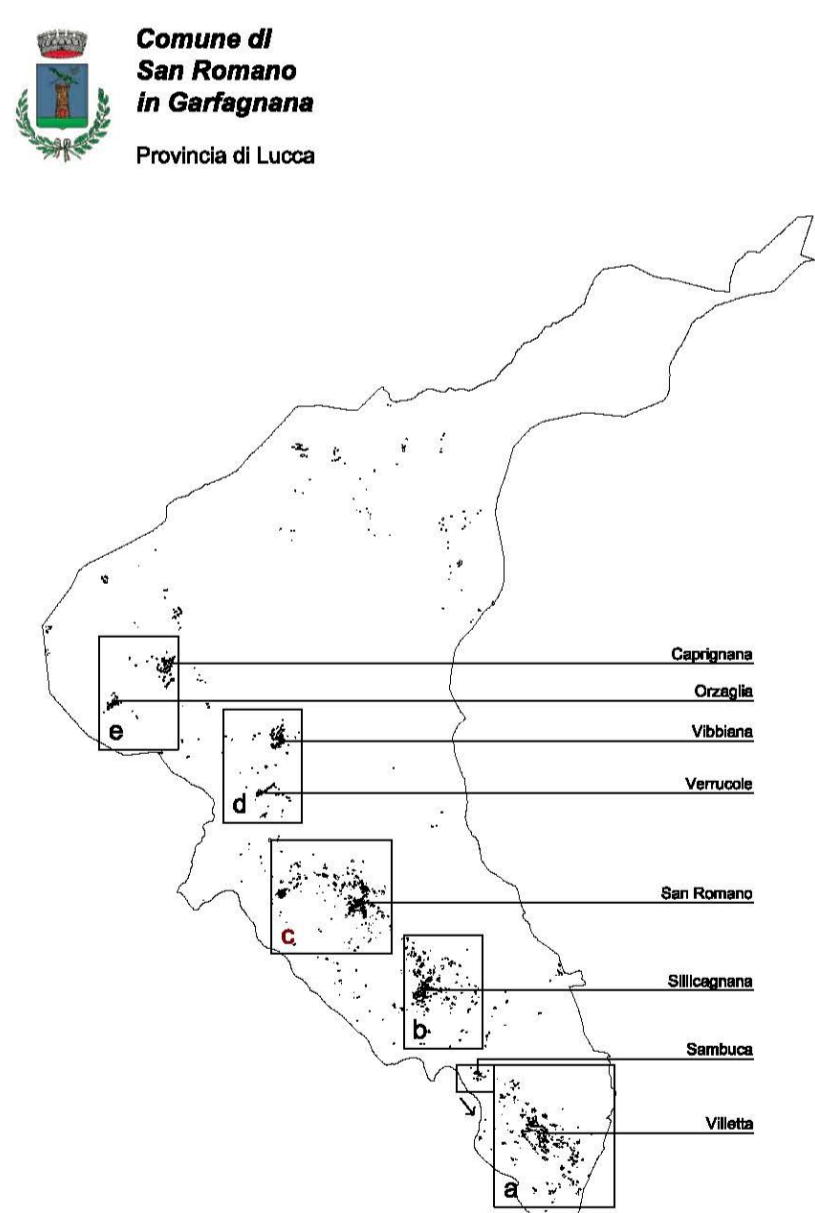 Comune di
San Romano
in Garfagnana
Provincia di Lucca
Caprignana
Orzaglia
e
Vibbiana
Verrucole
d
San Romano
c
Sillicagnana
b
Sambuca
Villetta
a